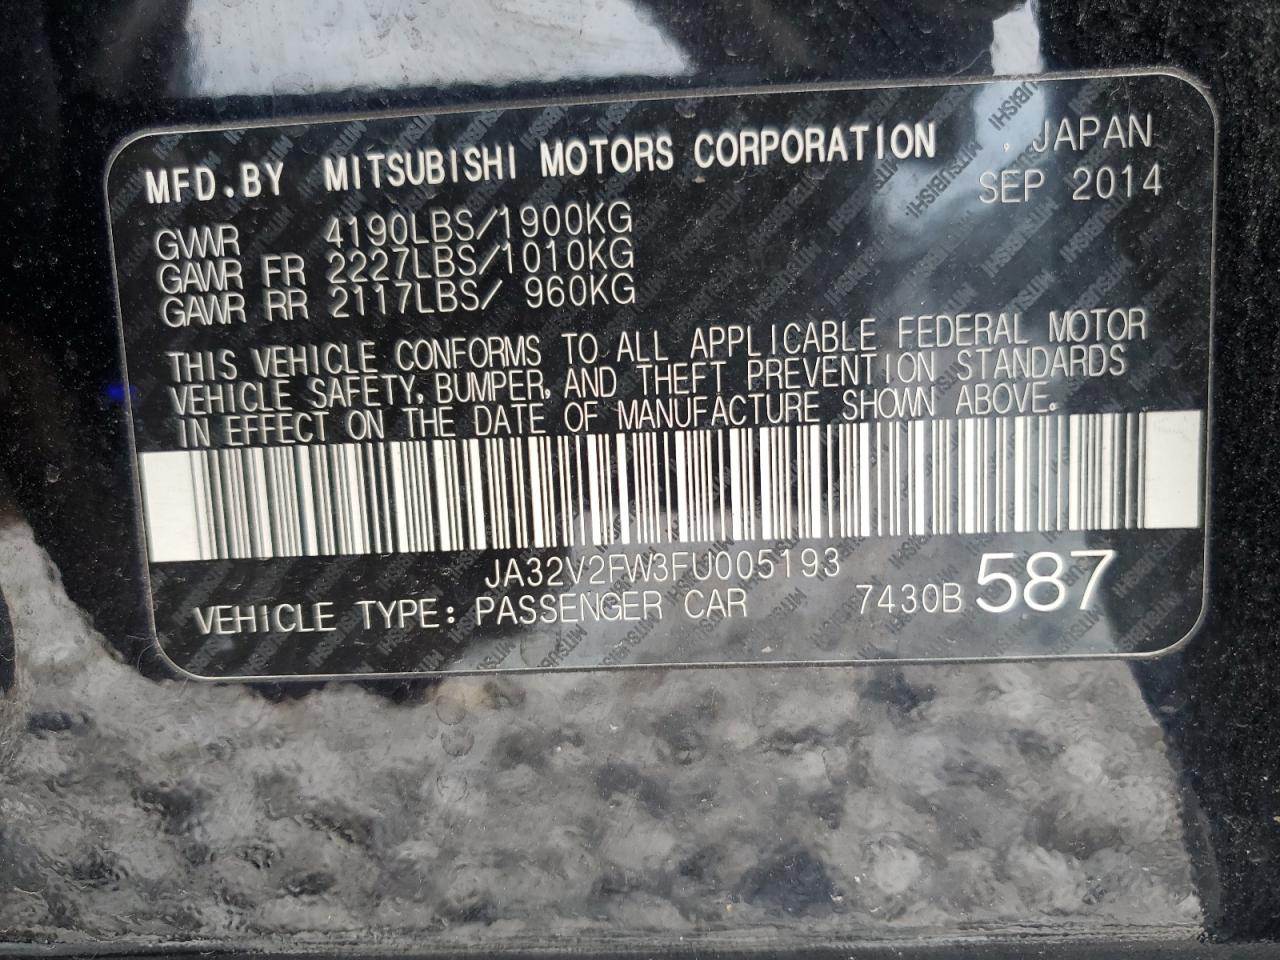 MFD.BY MITSUBISHI MOTORS CORPORATION , JAPAN
SEP 2014
GVWR 4190LBS/1900KG
GAWR FR 2227LBS/1010KG
GAWR RR 2117LBS/ 960KG
THIS VEHICLE CONFORMS TO ALL APPLICABLE FEDERAL MOTOR
VEHICLE SAFETY, BUMPER, AND THEFT PREVENTION STANDARDS
IN EFFECT ON THE DATE OF MANUFACTURE SHOWN ABOVE.
JA32V2FW3FU005193
VEHICLE TYPE: PASSENGER CAR 7430B 587